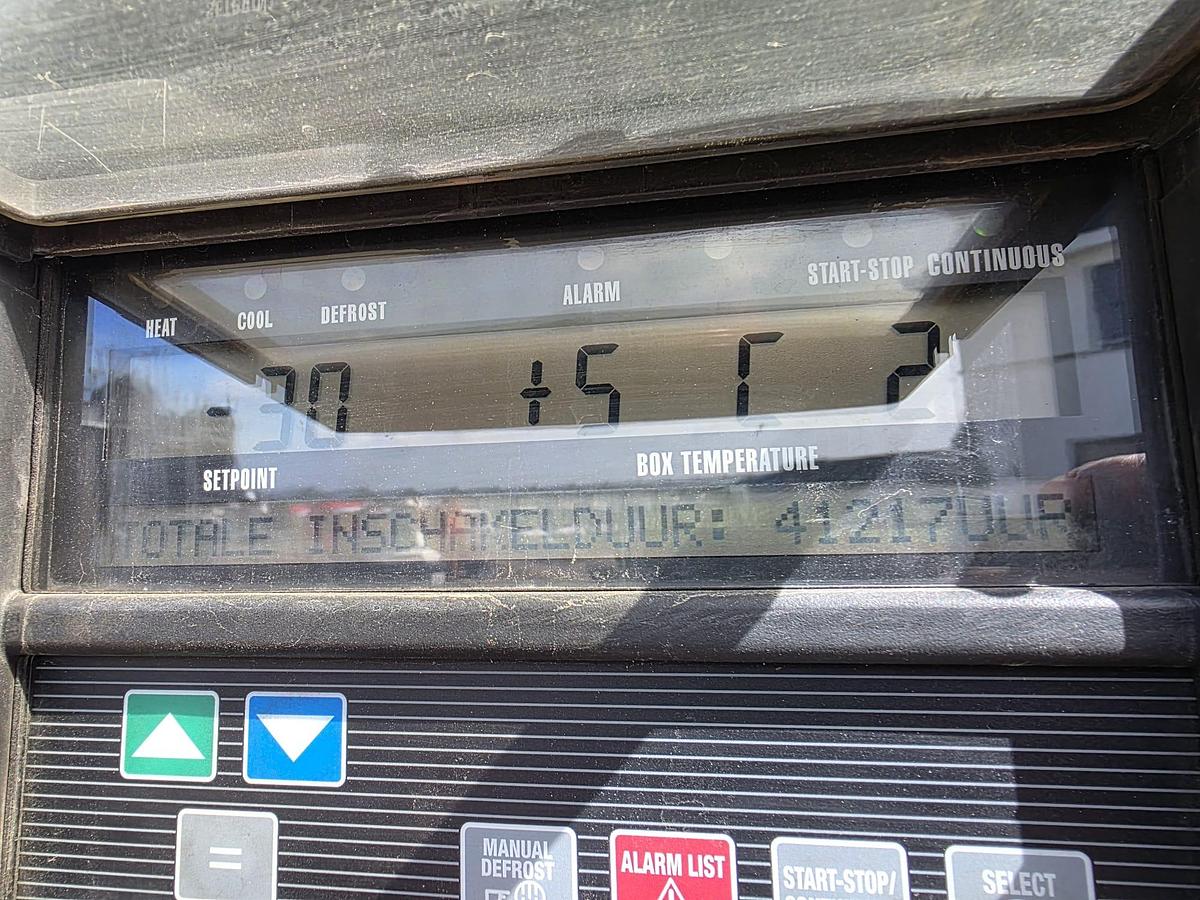 HEAT COOL DEFROST ALARM START-STOP CONTINUOUS
-30 +5 C 2
SETPOINT BOX TEMPERATURE
TOTALE INSCHAKELDUUR: 41217UUR
=
MANUAL DEFROST
ALARM LIST
START-STOP/
SELECT